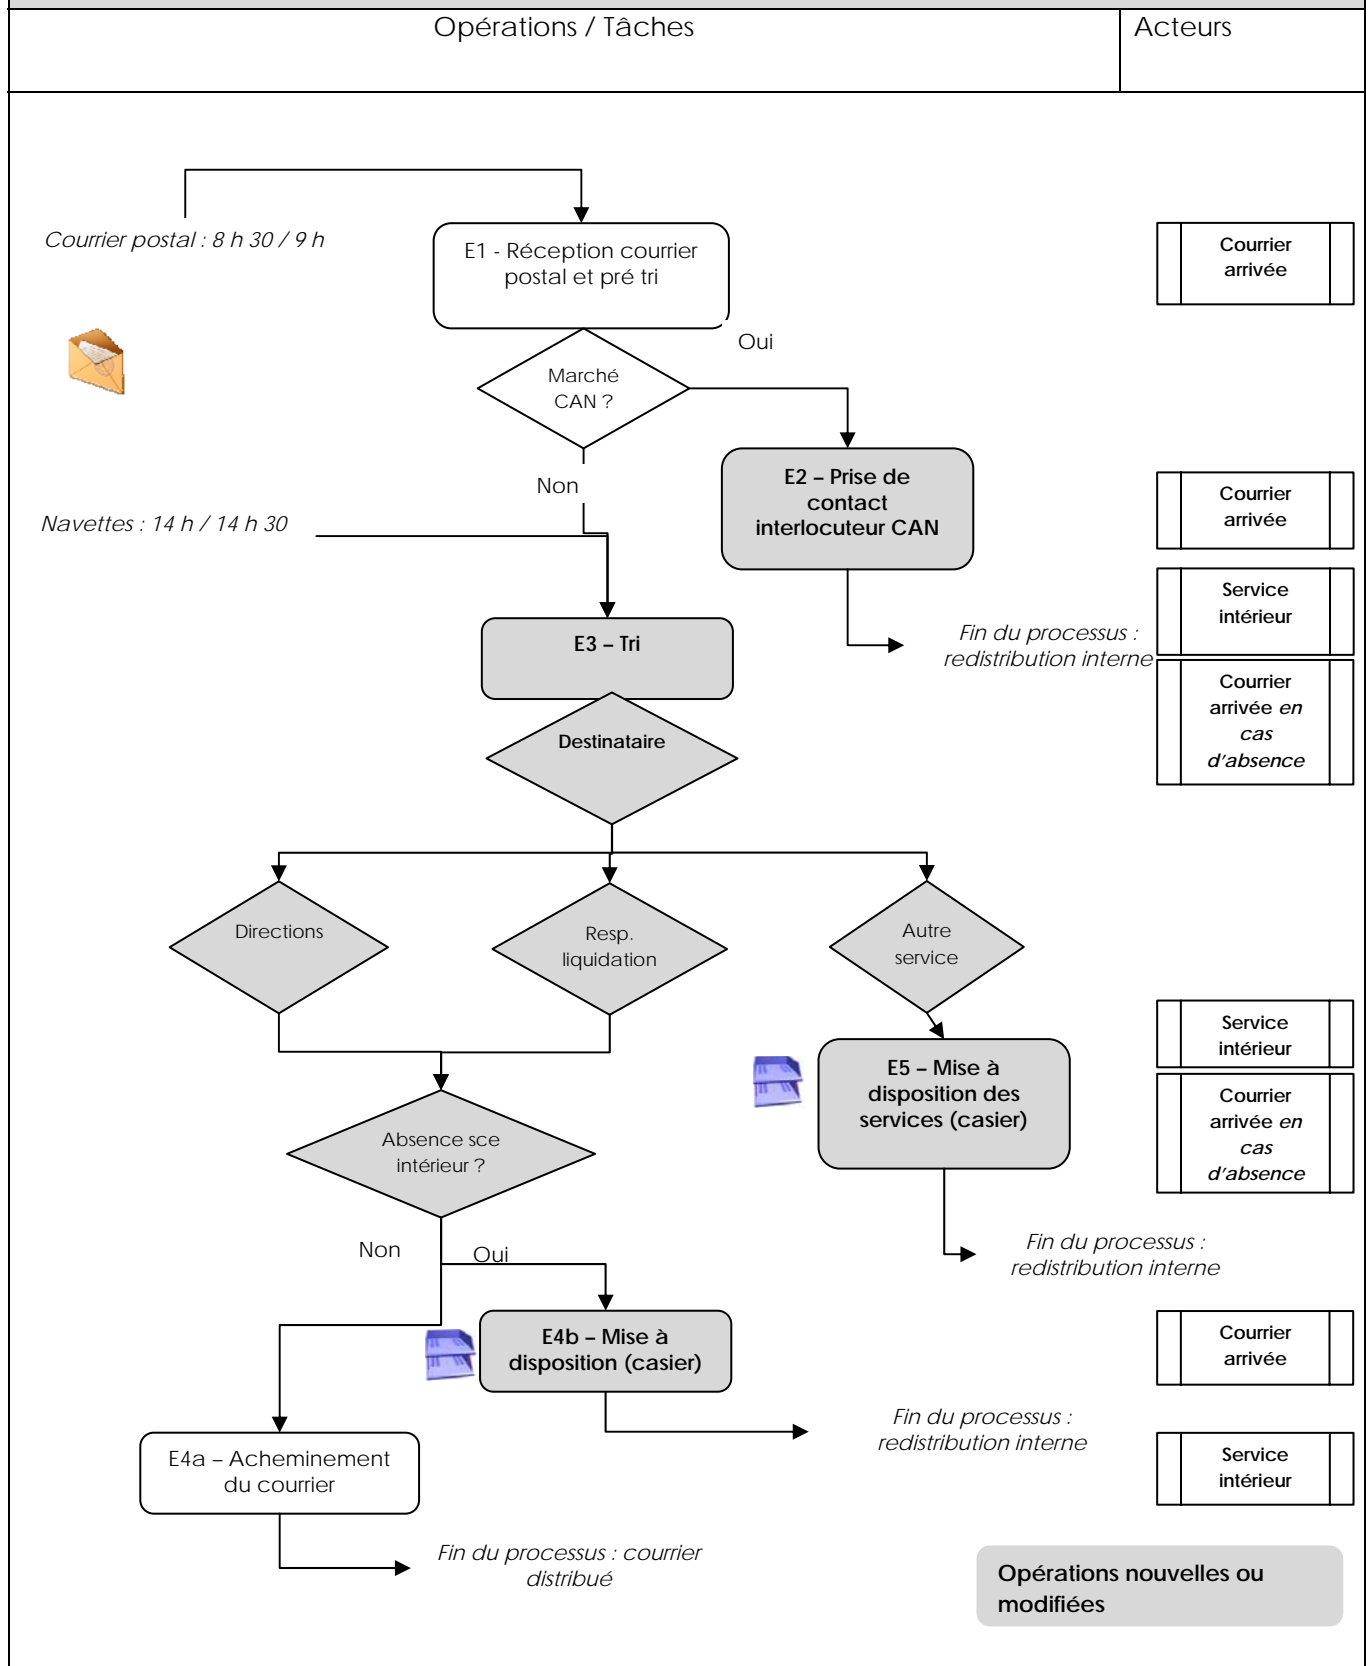 Opérations / Tâches
Acteurs
Courrier postal : 8 h 30 / 9 h
E1 - Réception courrier
postal et pré tri
Courrier
arrivée
Oui
Marché
CAN ?
Non
E2 – Prise de
contact
interlocuteur CAN
Courrier
arrivée
Navettes : 14 h / 14 h 30
Service
intérieur
Fin du processus :
redistribution interne
E3 – Tri
Courrier
arrivée en
cas
d'absence
Destinataire
Directions
Resp.
liquidation
Autre
service
Service
intérieur
E5 – Mise à
disposition des
services (casier)
Courrier
arrivée en
cas
d'absence
Absence sce
intérieur ?
Non
Oui
Fin du processus :
redistribution interne
E4b – Mise à
disposition (casier)
Courrier
arrivée
Fin du processus :
redistribution interne
E4a – Acheminement
du courrier
Service
intérieur
Fin du processus : courrier
distribué
Opérations nouvelles ou
modifiées